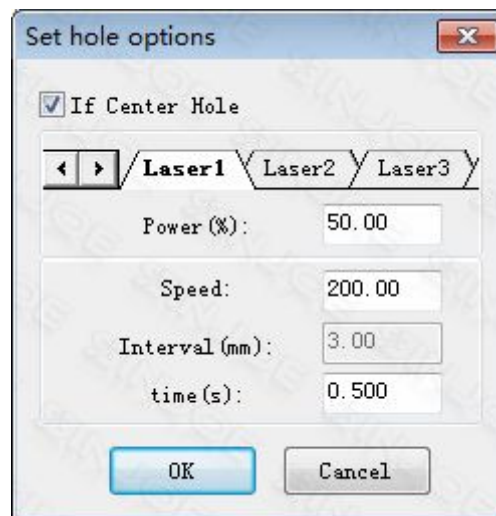 Set hole options
If Center Hole
Laser1 Laser2 Laser3
Power(%): 50.00
Speed: 200.00
Interval(mm): 3.00
time(s): 0.500
OK Cancel